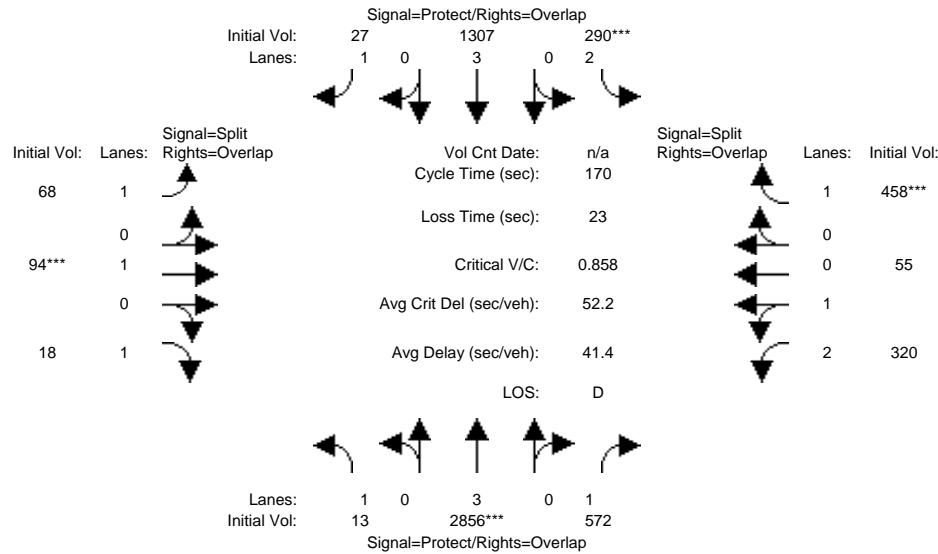 Signal=Protect/Rights=Overlap
Initial Vol: 27 1307 290***
Lanes: 1 0 3 0 2
Signal=Split
Initial Vol: Lanes: Rights=Overlap
Vol Cnt Date: n/a
Signal=Split
Rights=Overlap Lanes: Initial Vol:
Cycle Time (sec): 170
68 1
1 458***
Loss Time (sec): 23
0
0
94*** 1
Critical V/C: 0.858
0 55
0
Avg Crit Del (sec/veh): 52.2
1
18 1
Avg Delay (sec/veh): 41.4
2 320
LOS: D
Lanes: 1 0 3 0 1
Initial Vol: 13 2856*** 572
Signal=Protect/Rights=Overlap